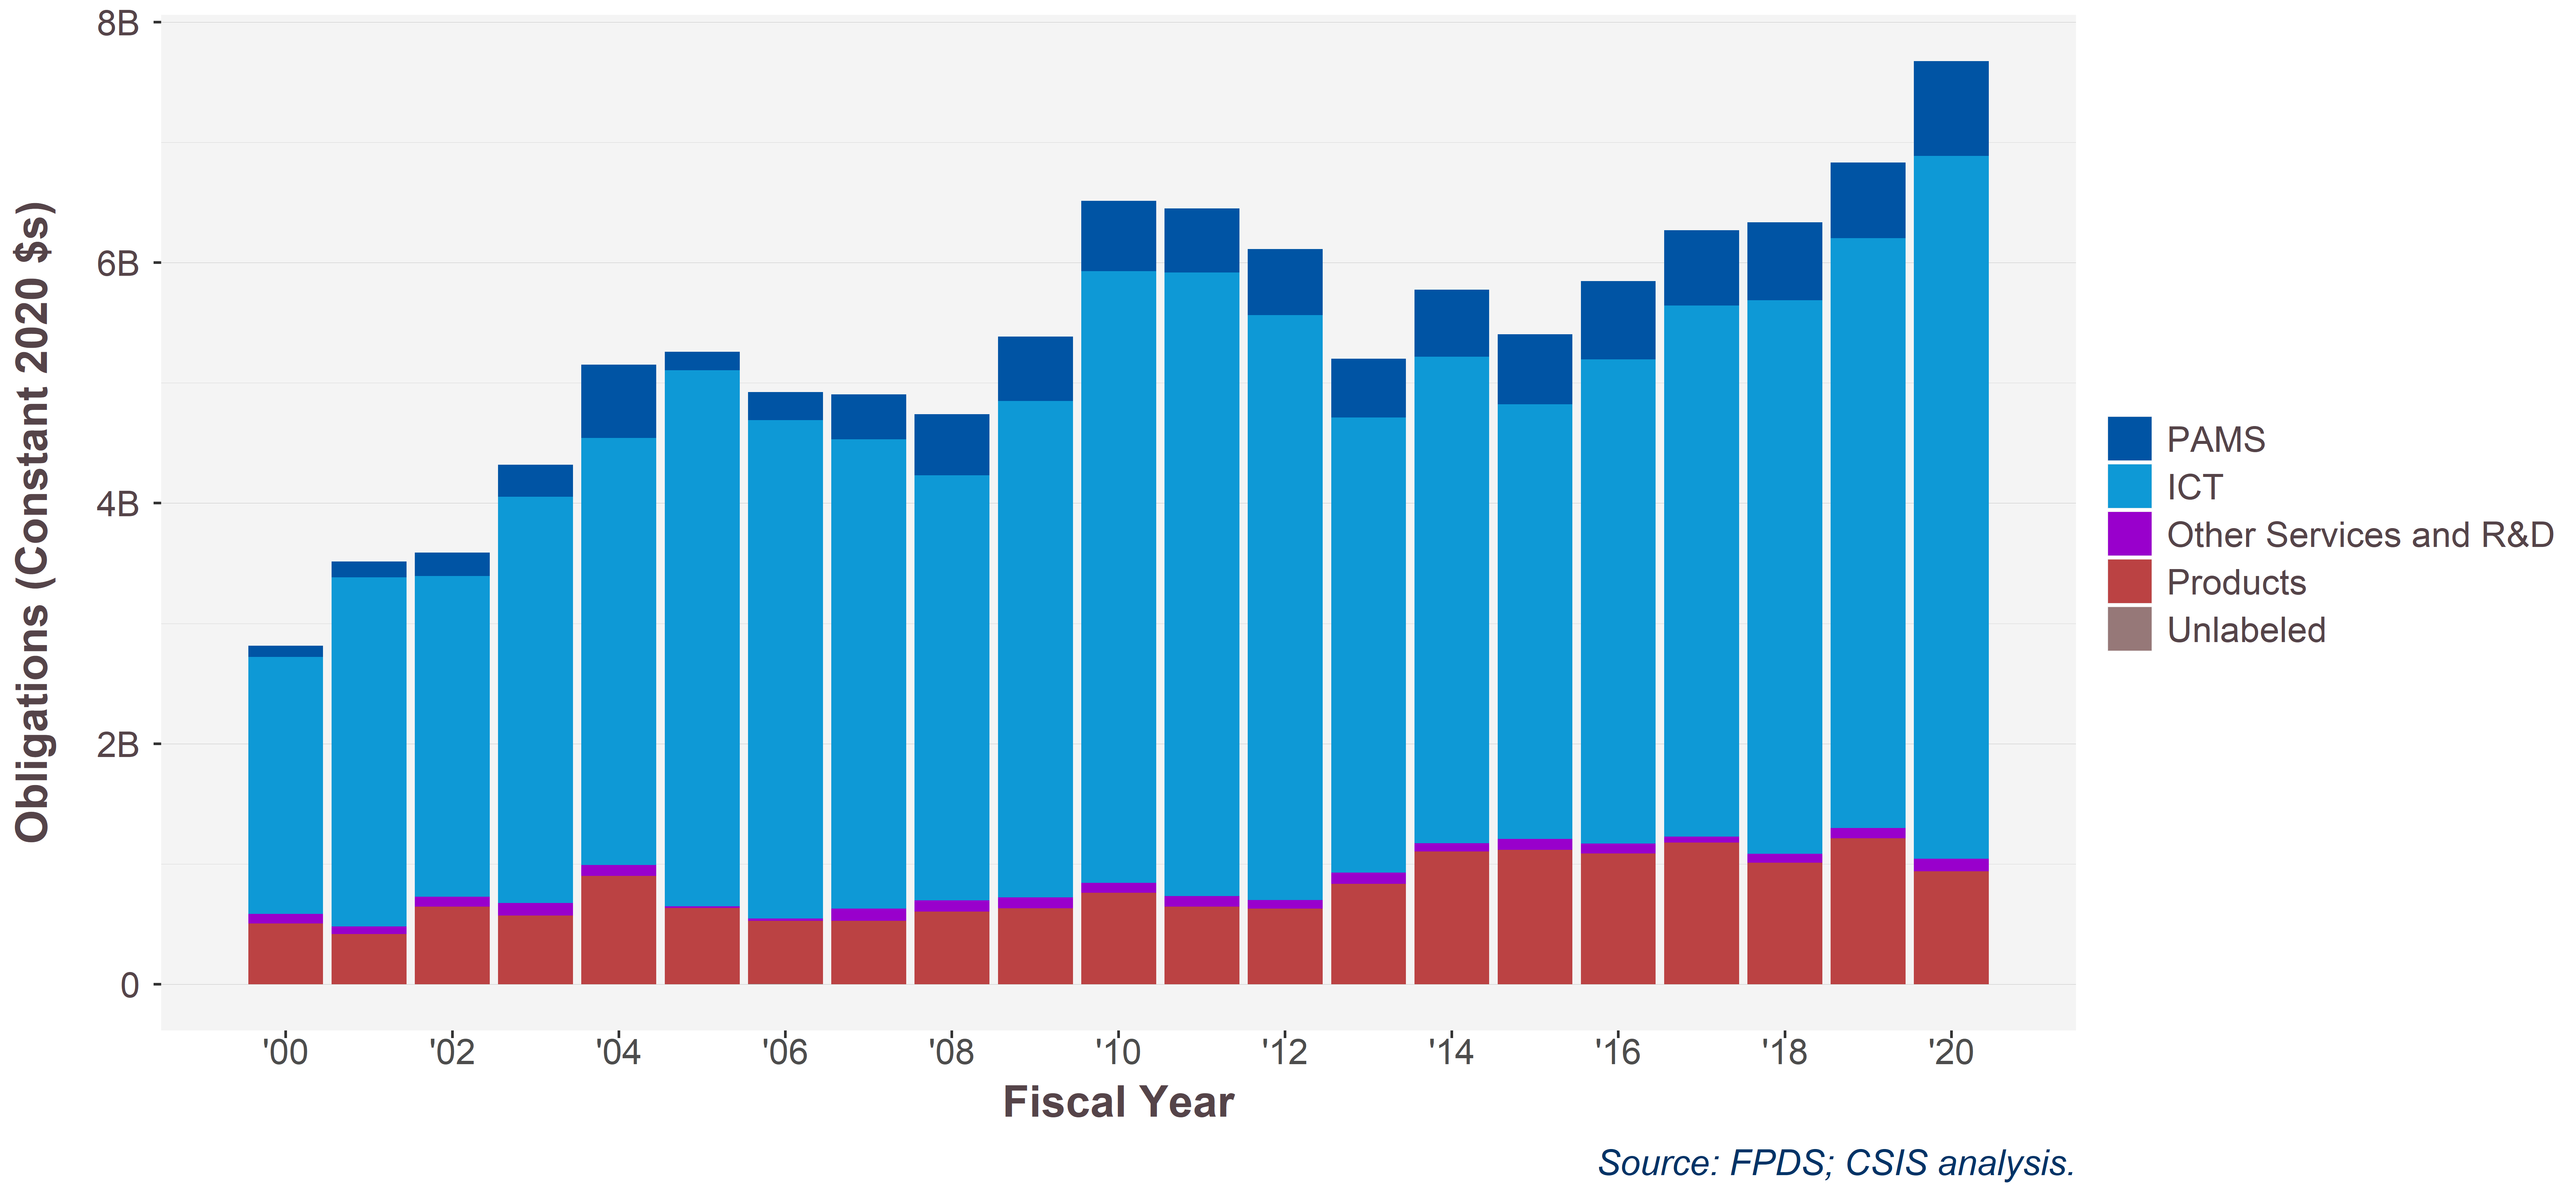 8B
6B
4B
2B
0
Obligations (Constant 2020 $s)
'00 '02 '04 '06 '08 '10 '12 '14 '16 '18 '20
Fiscal Year
PAMS
ICT
Other Services and R&D
Products
Unlabeled
Source: FPDS; CSIS analysis.